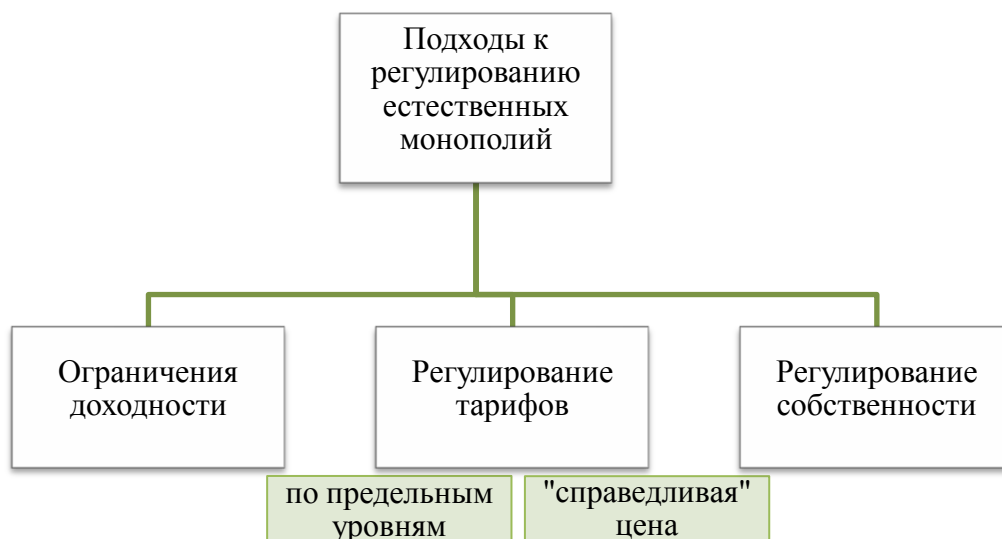 Подходы к
регулированию
естественных
монополий
Ограничения
доходности
Регулирование
тарифов
Регулирование
собственности
по предельным
уровням
"справедливая"
цена